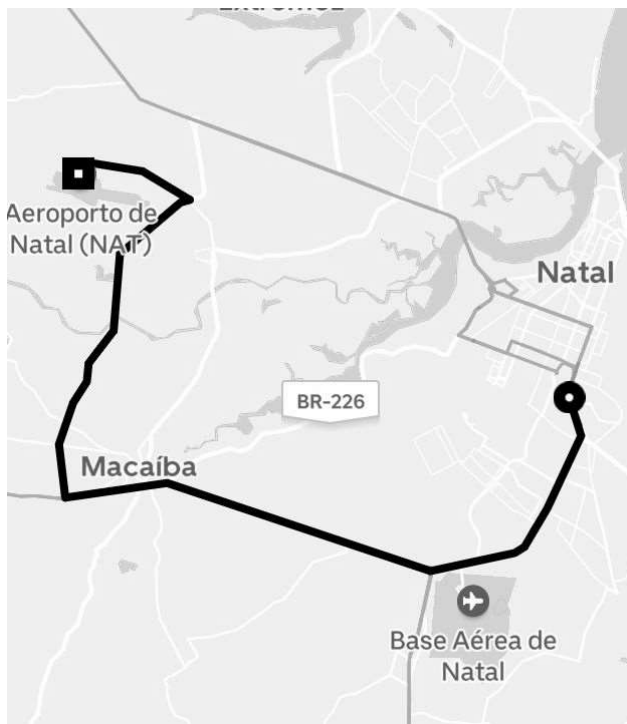 Aeroporto de
Natal (NAT)
Natal
BR-226
Macaíba
Base Aérea de
Natal